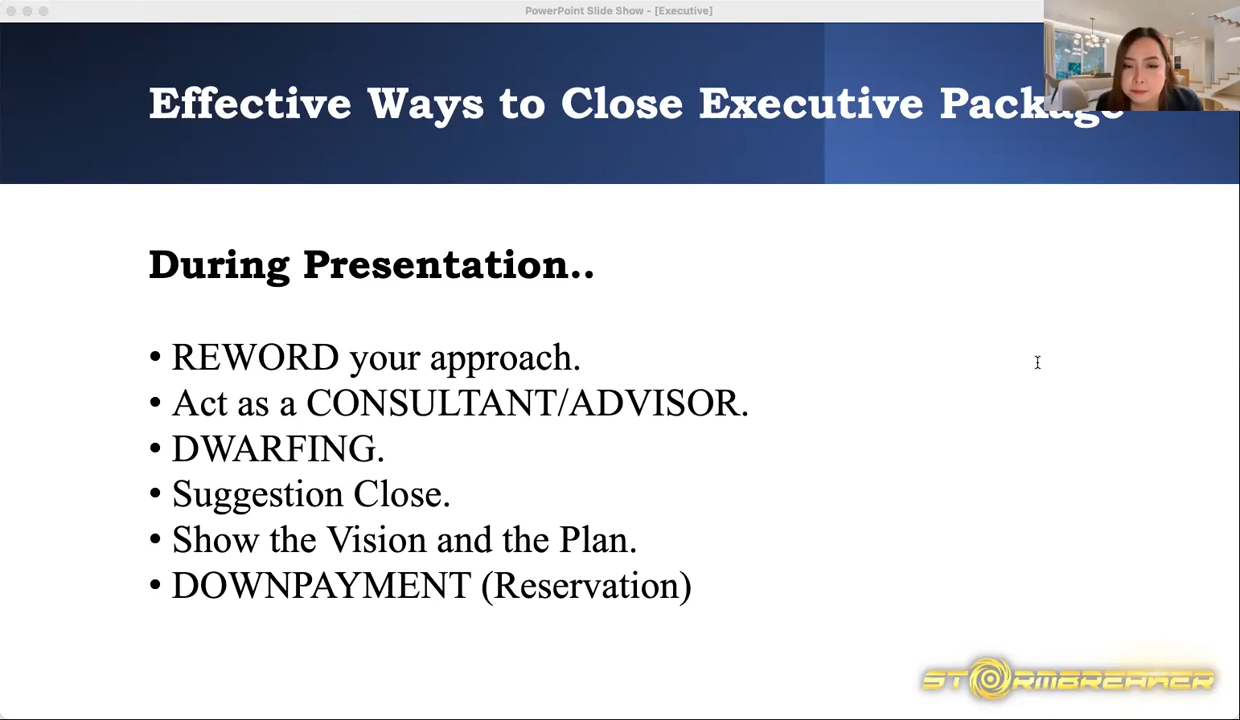 PowerPoint Slide Show - [Executive]
Effective Ways to Close Executive Package
During Presentation..
• REWORD your approach.
• Act as a CONSULTANT/ADVISOR.
• DWARFING.
• Suggestion Close.
• Show the Vision and the Plan.
• DOWNPAYMENT (Reservation)
STORMBREAKER